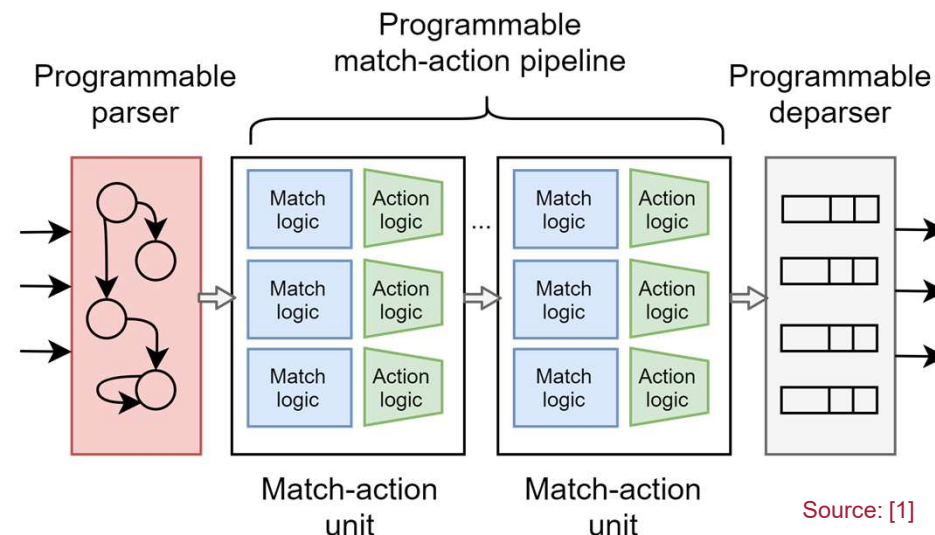 Programmable
match-action pipeline
Programmable
parser
Programmable
deparser
Match
logic
Action
logic
Match
logic
Action
logic
Match
logic
Action
logic
...
Match
logic
Action
logic
Match
logic
Action
logic
Match
logic
Action
logic
Match-action
unit
Match-action
unit
Source: [1]